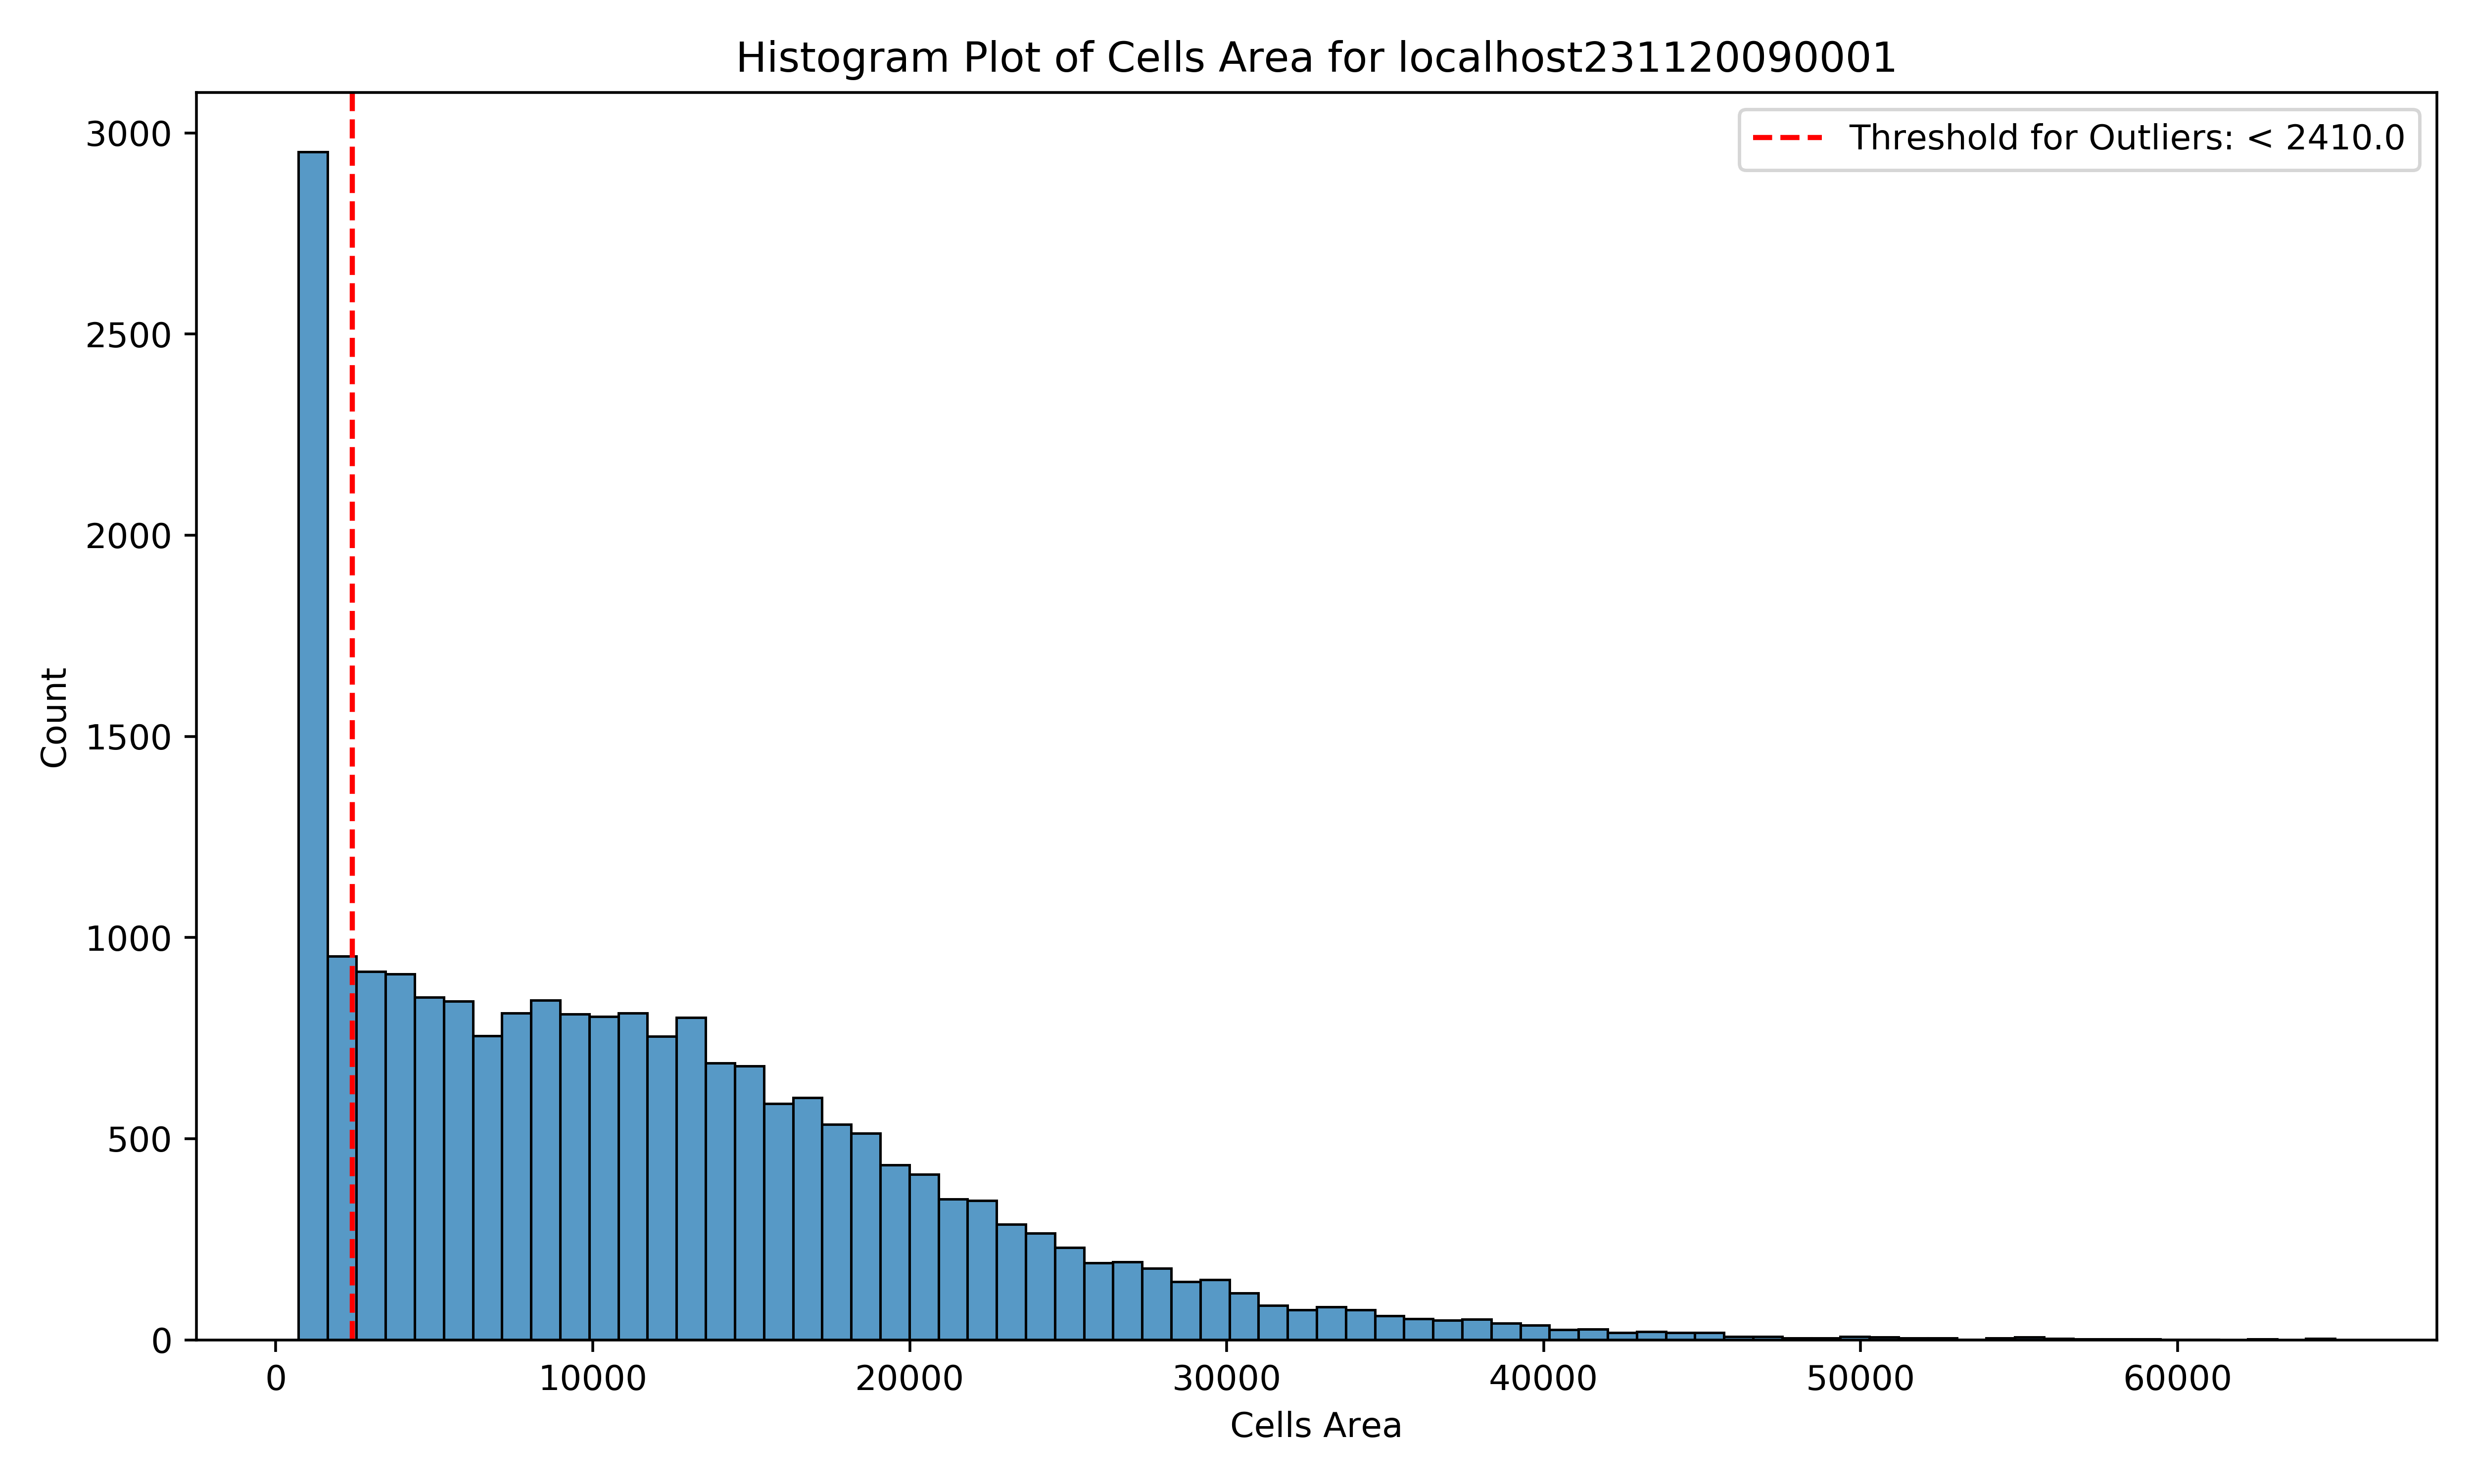 Histogram Plot of Cells Area for localhost231120090001
Threshold for Outliers: < 2410.0
3000
2500
2000
1500
1000
500
0
Count
0 10000 20000 30000 40000 50000 60000
Cells Area